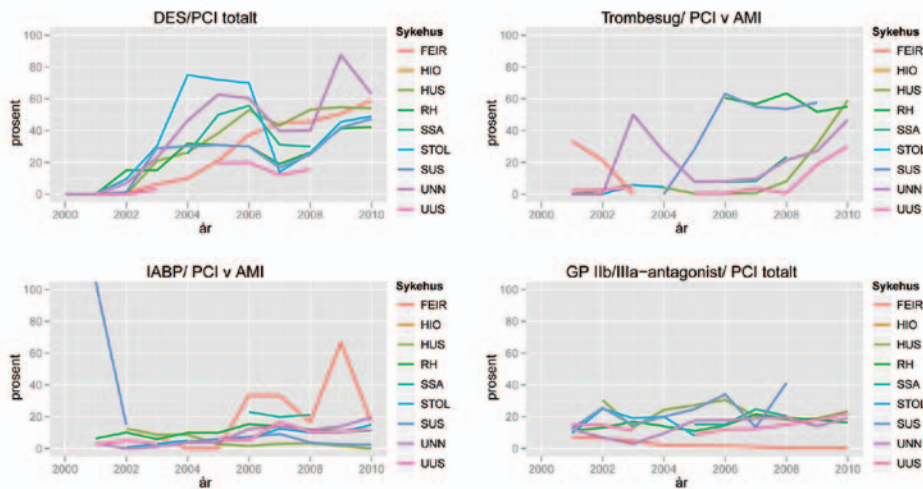 DES/PCI totalt
100
80
60
40
20
0
prosent
2000 2002 2004 2006 2008 2010
år
Sykehus
FEIR
HIO
HUS
RH
SSA
STOL
SUS
UNN
UUS
Trombesug/ PCI v AMI
100
80
60
40
20
0
prosent
2000 2002 2004 2006 2008 2010
år
Sykehus
FEIR
HIO
HUS
RH
SSA
STOL
SUS
UNN
UUS
IABP/ PCI v AMI
100
80
60
40
20
0
prosent
2000 2002 2004 2006 2008 2010
år
Sykehus
FEIR
HIO
HUS
RH
SSA
STOL
SUS
UNN
UUS
GP IIb/IIIa−antagonist/ PCI totalt
100
80
60
40
20
0
prosent
2000 2002 2004 2006 2008 2010
år
Sykehus
FEIR
HIO
HUS
RH
SSA
STOL
SUS
UNN
UUS